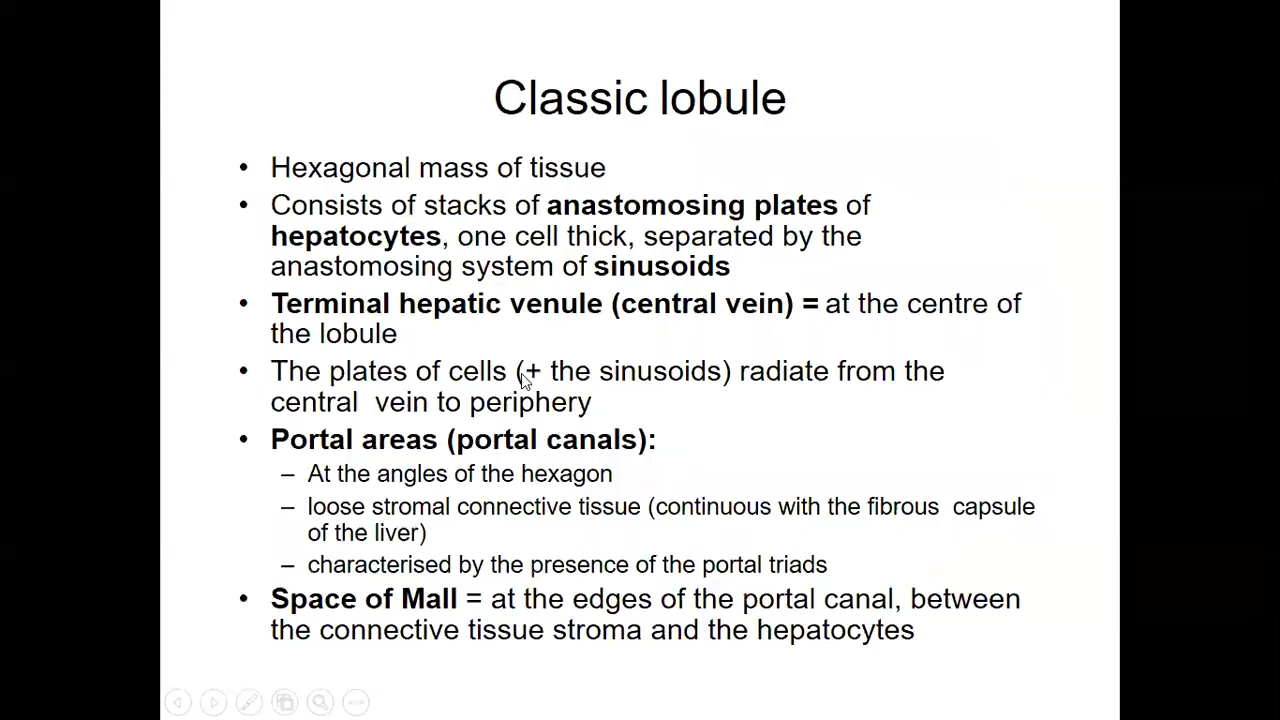 Classic lobule
• Hexagonal mass of tissue
• Consists of stacks of anastomosing plates of
hepatocytes, one cell thick, separated by the
anastomosing system of sinusoids
• Terminal hepatic venule (central vein) = at the centre of
the lobule
• The plates of cells (+ the sinusoids) radiate from the
central vein to periphery
• Portal areas (portal canals):
– At the angles of the hexagon
– loose stromal connective tissue (continuous with the fibrous capsule
of the liver)
– characterised by the presence of the portal triads
• Space of Mall = at the edges of the portal canal, between
the connective tissue stroma and the hepatocytes